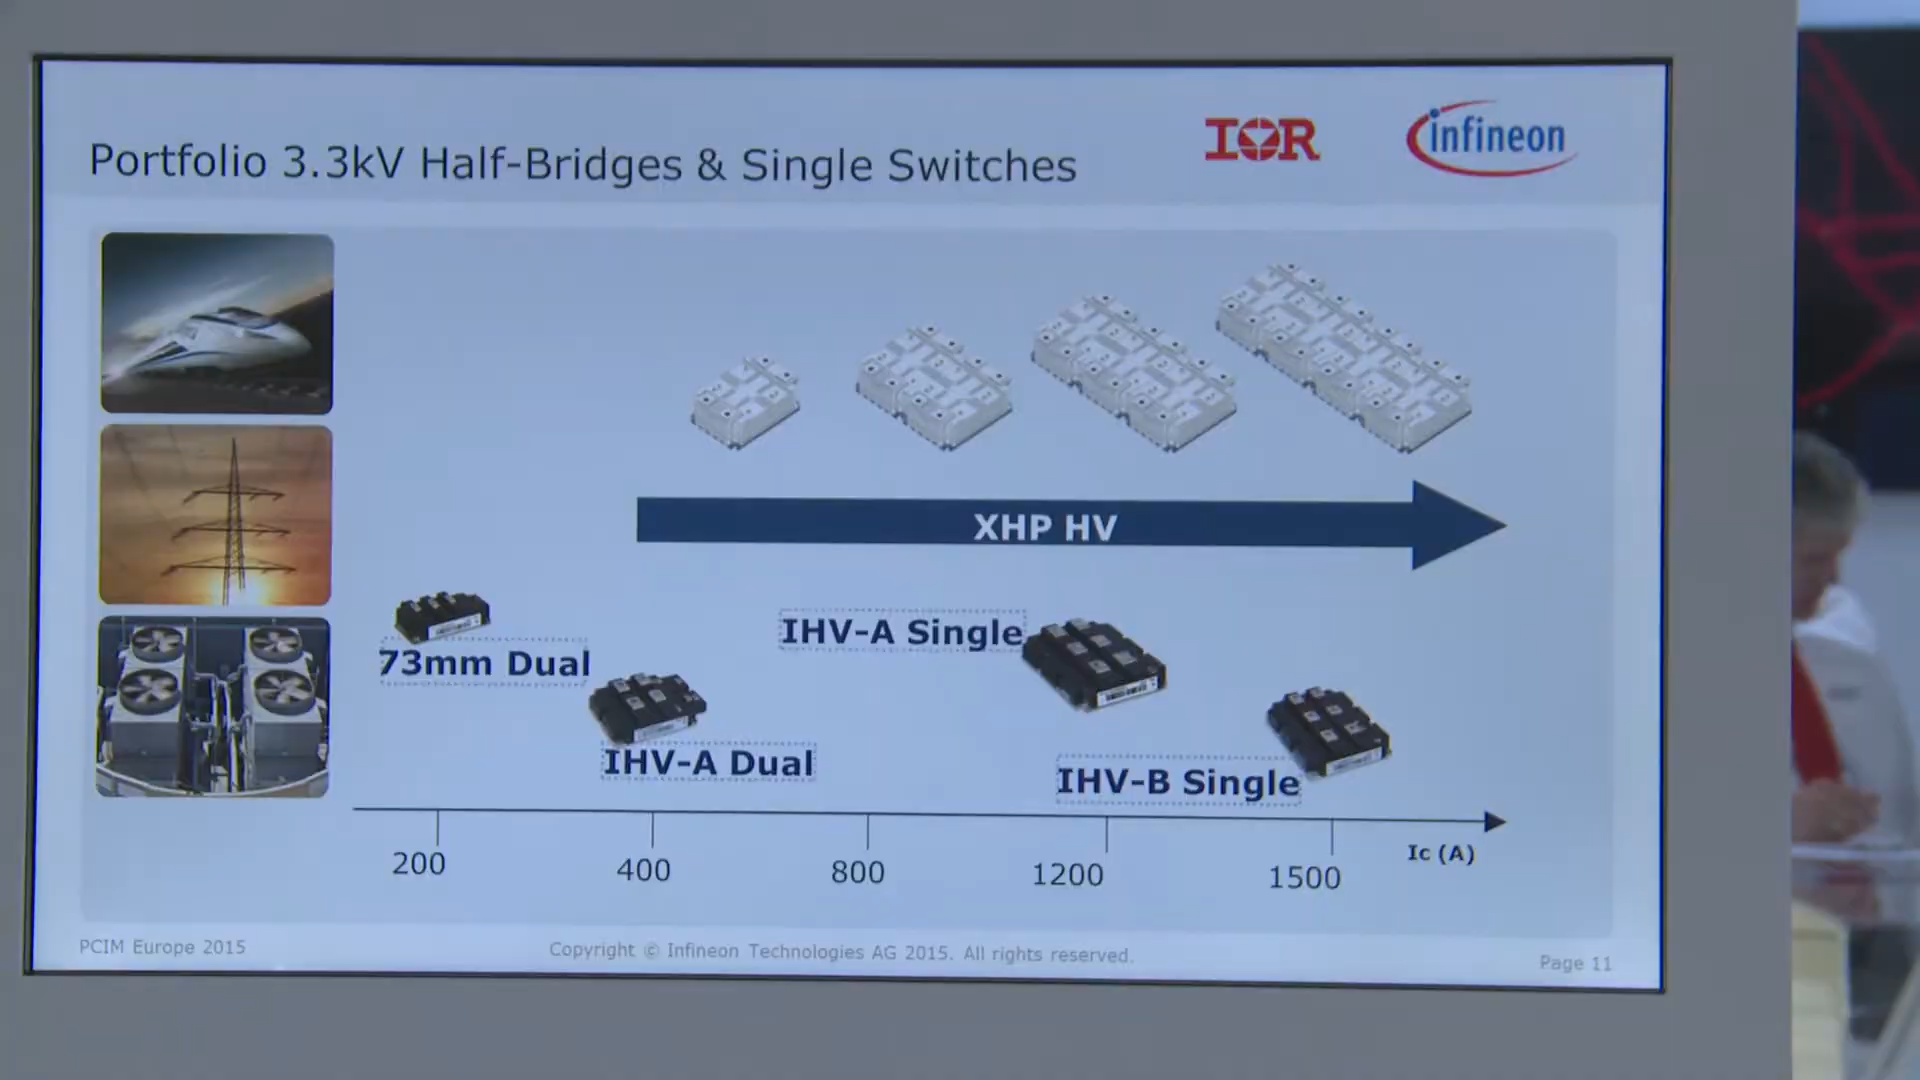 Portfolio 3.3kV Half-Bridges & Single Switches
IOR
infineon
XHP HV
73mm Dual
IHV-A Dual
IHV-A Single
IHV-B Single
200
400
800
1200
1500
Ic (A)
PCIM Europe 2015
Copyright © Infineon Technologies AG 2015. All rights reserved.
Page 11